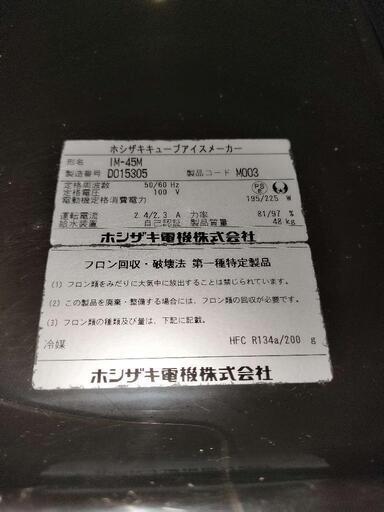 ホシザキキューブアイスメーカー
形名 IM-45M
製造番号 D015305 製品コード M003
定格周波数 50/60 Hz
定格電圧 100 V
電動機定格消費電力 195/225 W
運転電流 2.4/2.3 A 力率 81/97 %
給水装置 自己認証 製品質量 48 kg
ホシザキ電機株式会社
フロン回収・破壊法 第一種特定製品
(1) フロン類をみだりに大気中に放出することは禁じられています。
(2) この製品を廃棄・整備する場合には、フロン類の回収が必要です。
(3) フロン類の種類及び量は、下記に記載。
冷媒 HFC R134a/200 g
ホシザキ電機株式会社